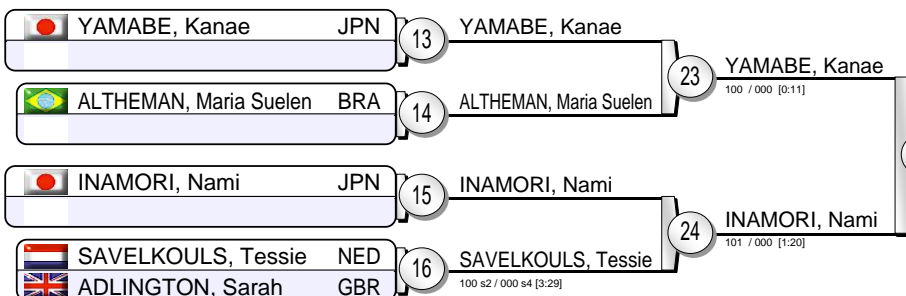 YAMABE, Kanae JPN 13 YAMABE, Kanae
23 YAMABE, Kanae
100 / 000 [0:11]
ALTHEMAN, Maria Suelen BRA 14 ALTHEMAN, Maria Suelen
INAMORI, Nami JPN 15 INAMORI, Nami
24 INAMORI, Nami
101 / 000 [1:20]
SAVELKOULS, Tessie NED 16 SAVELKOULS, Tessie
ADLINGTON, Sarah GBR 100 s2 / 000 s4 [3:29]